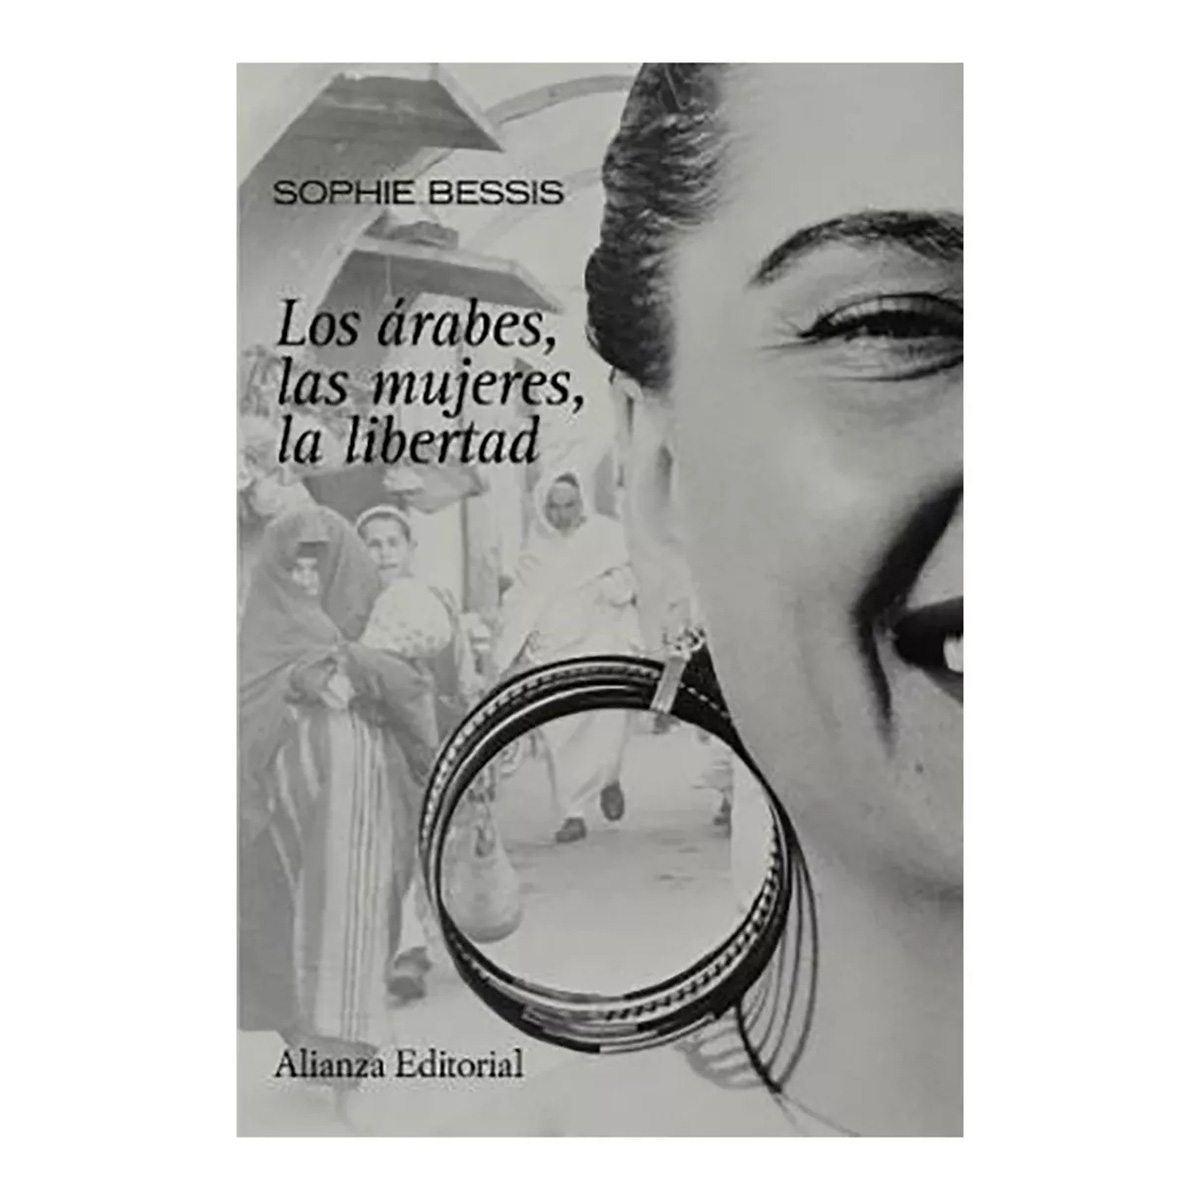 SOPHIE BESSIS
Los árabes,
las mujeres,
la libertad
Alianza Editorial